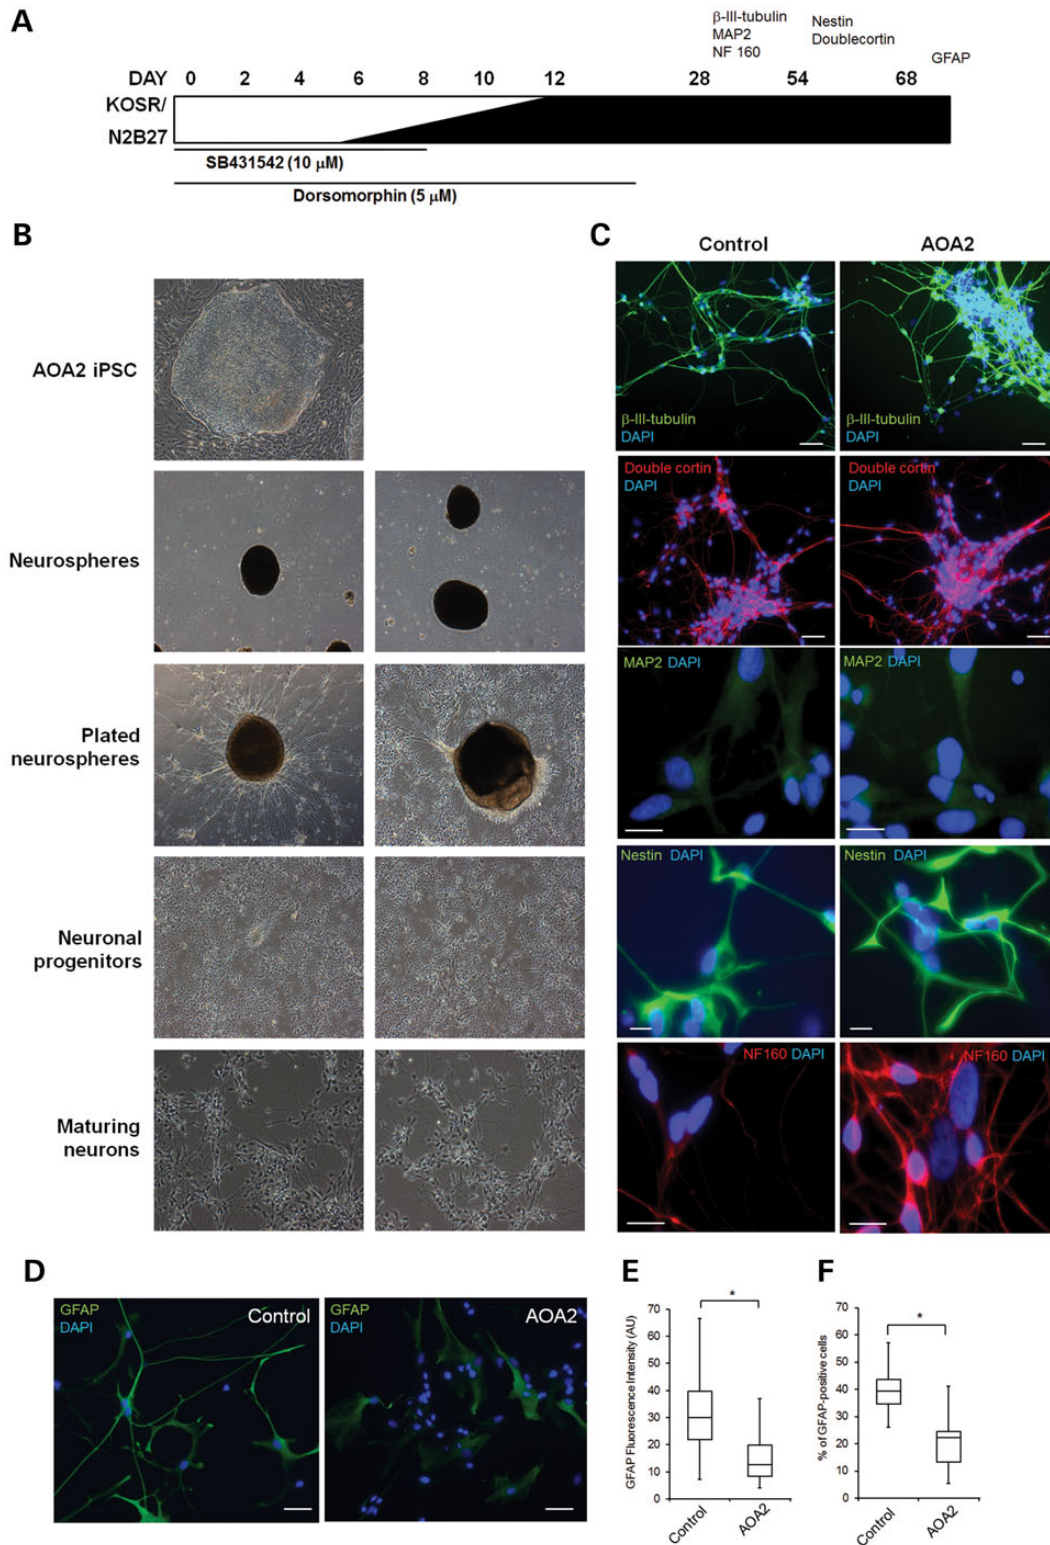 A
β-III-tubulin
MAP2
NF 160
Nestin
Doublecortin
GFAP
DAY 0 2 4 6 8 10 12 28 54 68
KOSR/
N2B27
SB431542 (10 μM)
Dorsomorphin (5 μM)
B
AOA2 iPSC
Neurospheres
Plated
neurospheres
Neuronal
progenitors
Maturing
neurons
C
Control AOA2
β-III-tubulin
DAPI
β-III-tubulin
DAPI
Double cortin
DAPI
Double cortin
DAPI
MAP2 DAPI
MAP2 DAPI
Nestin DAPI
Nestin DAPI
NF160 DAPI
NF160 DAPI
D
GFAP
DAPI
Control
GFAP
DAPI
AOA2
E
GFAP Fluorescence Intensity (AU)
70
60
50
40
30
20
10
0
*
Control
AOA2
F
% of GFAP-positive cells
70
60
50
40
30
20
10
0
*
Control
AOA2